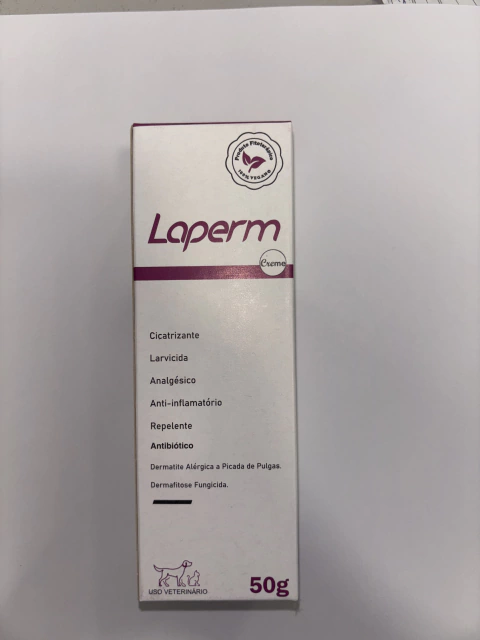 Produto Fitoterápico
100% VEGANO
Laperm
Creme
Cicatrizante
Larvicida
Analgésico
Anti-inflamatório
Repelente
Antibiótico
Dermatite Alérgica a Picada de Pulgas.
Dermafitose Fungicida.
USO VETERINÁRIO
50g